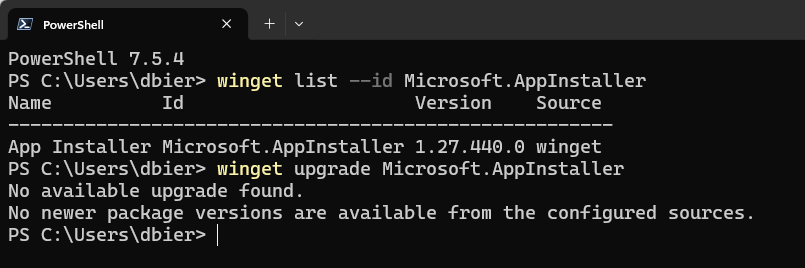 PowerShell
PowerShell 7.5.4
PS C:\Users\dbier> winget list --id Microsoft.AppInstaller
Name          Id                     Version    Source
-------------------------------------------------------
App Installer Microsoft.AppInstaller 1.27.440.0 winget
PS C:\Users\dbier> winget upgrade Microsoft.AppInstaller
No available upgrade found.
No newer package versions are available from the configured sources.
PS C:\Users\dbier>